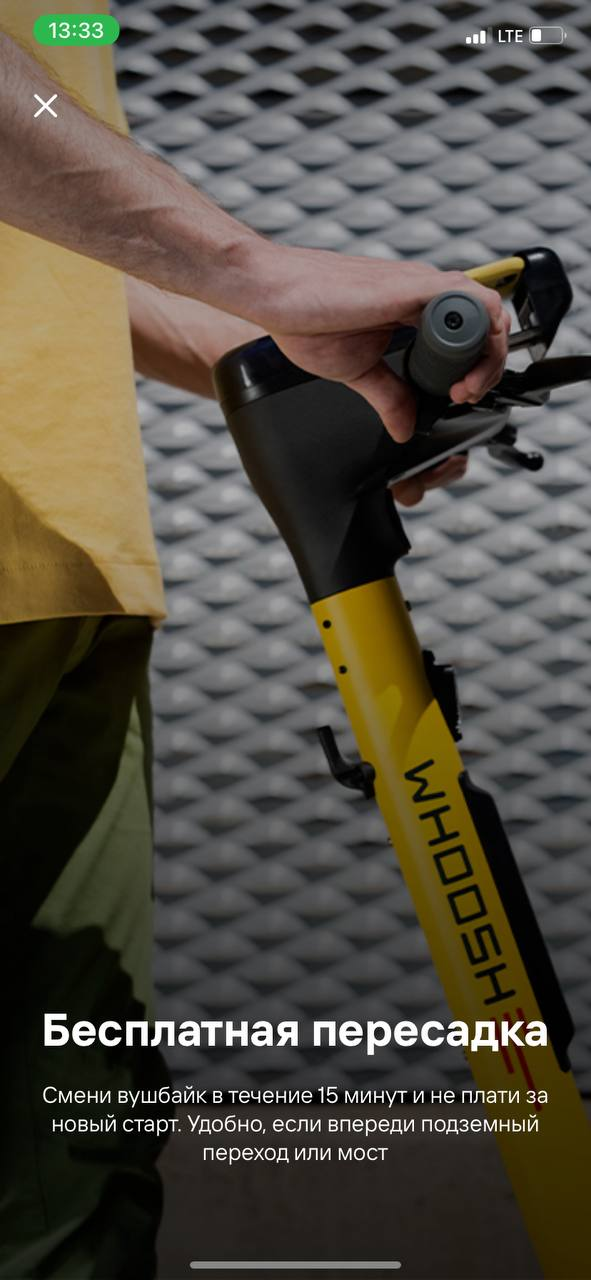 13:33
LTE
WHOOSH
Бесплатная пересадка
Смени вушбайк в течение 15 минут и не плати за
новый старт. Удобно, если впереди подземный
переход или мост